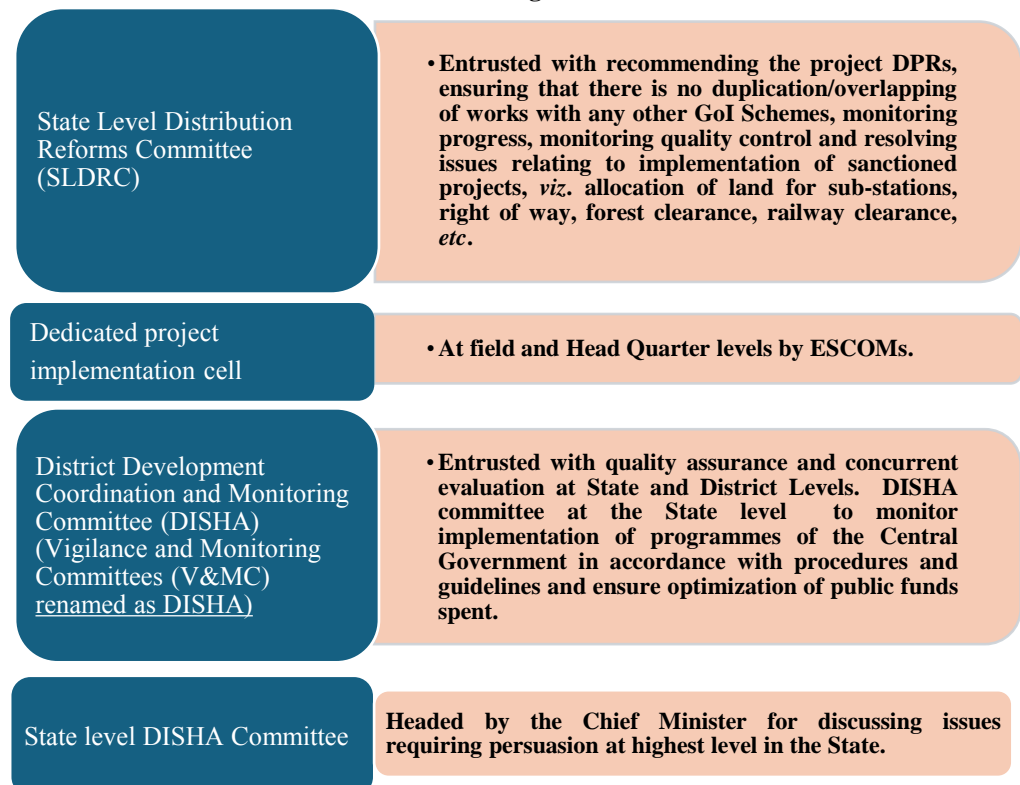 State Level Distribution
Reforms Committee
(SLDRC)
• Entrusted with recommending the project DPRs,
ensuring that there is no duplication/overlapping
of works with any other GoI Schemes, monitoring
progress, monitoring quality control and resolving
issues relating to implementation of sanctioned
projects, viz. allocation of land for sub-stations,
right of way, forest clearance, railway clearance,
etc.
Dedicated project
implementation cell
• At field and Head Quarter levels by ESCOMs.
District Development
Coordination and Monitoring
Committee (DISHA)
(Vigilance and Monitoring
Committees (V&MC)
renamed as DISHA)
• Entrusted with quality assurance and concurrent
evaluation at State and District Levels. DISHA
committee at the State level to monitor
implementation of programmes of the Central
Government in accordance with procedures and
guidelines and ensure optimization of public funds
spent.
State level DISHA Committee
Headed by the Chief Minister for discussing issues
requiring persuasion at highest level in the State.